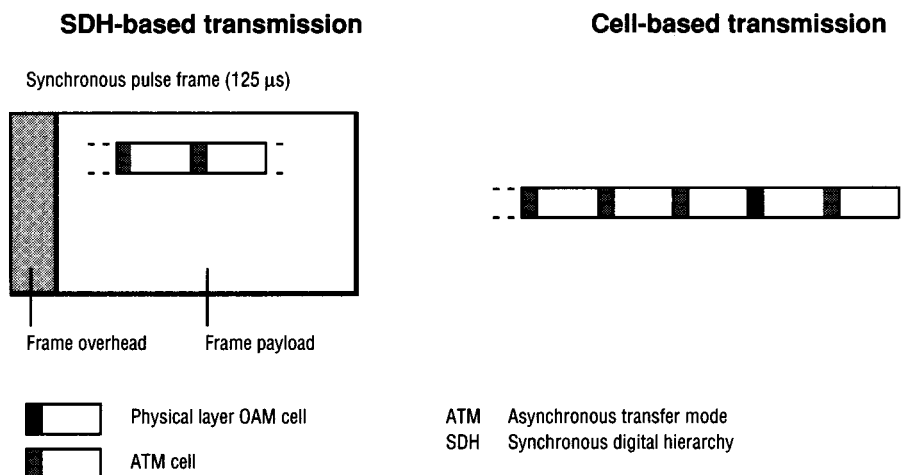 SDH-based transmission
Cell-based transmission
Synchronous pulse frame (125 μs)
Frame overhead
Frame payload
Physical layer OAM cell
ATM cell
ATM Asynchronous transfer mode
SDH Synchronous digital hierarchy